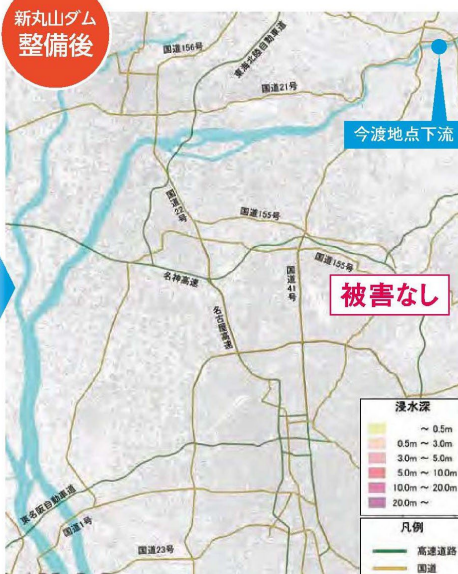 新丸山ダム
整備後
国道156号
東海北陸自動車道
国道21号
今渡地点下流
国道22号
国道155号
国道155号
名神高速
国道41号
被害なし
名古屋高速
浸水深
～ 0.5m
0.5m ～ 3.0m
3.0m ～ 5.0m
5.0m ～ 10.0m
10.0m ～ 20.0m
20.0m ～
東名阪自動車道
国道1号
国道23号
凡例
高速道路
国道